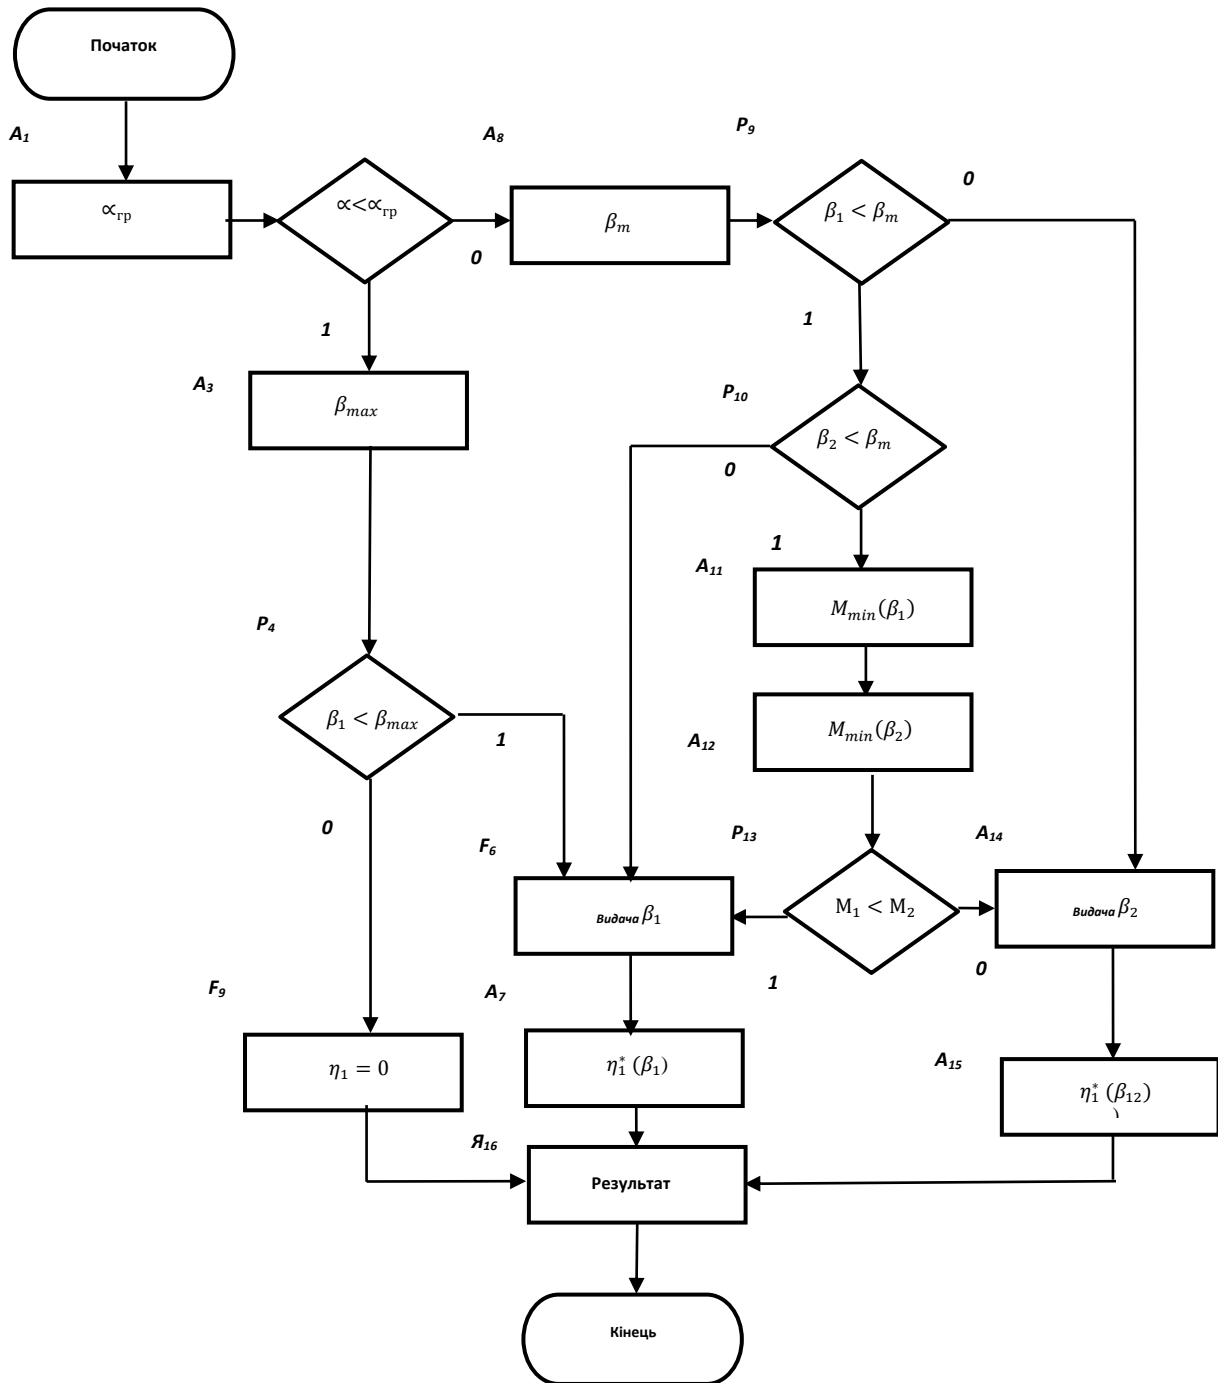 Початок
A₁
A₈
P₉
0
∝гр
∝<∝гр
βₘ
β₁ < βₘ
0
1
1
A₃
βₘₐₓ
P₁₀
β₂ < βₘ
0
1
A₁₁
Mₘᵢₙ(β₁)
P₄
β₁ < βₘₐₓ
1
A₁₂
Mₘᵢₙ(β₂)
0
F₆
P₁₃
A₁₄
Видача β₁
M₁ < M₂
Видача β₂
1
0
F₉
A₇
η₁ = 0
η₁* (β₁)
A₁₅
η₁* (β₁₂)
Я₁₆
Результат
Кінець